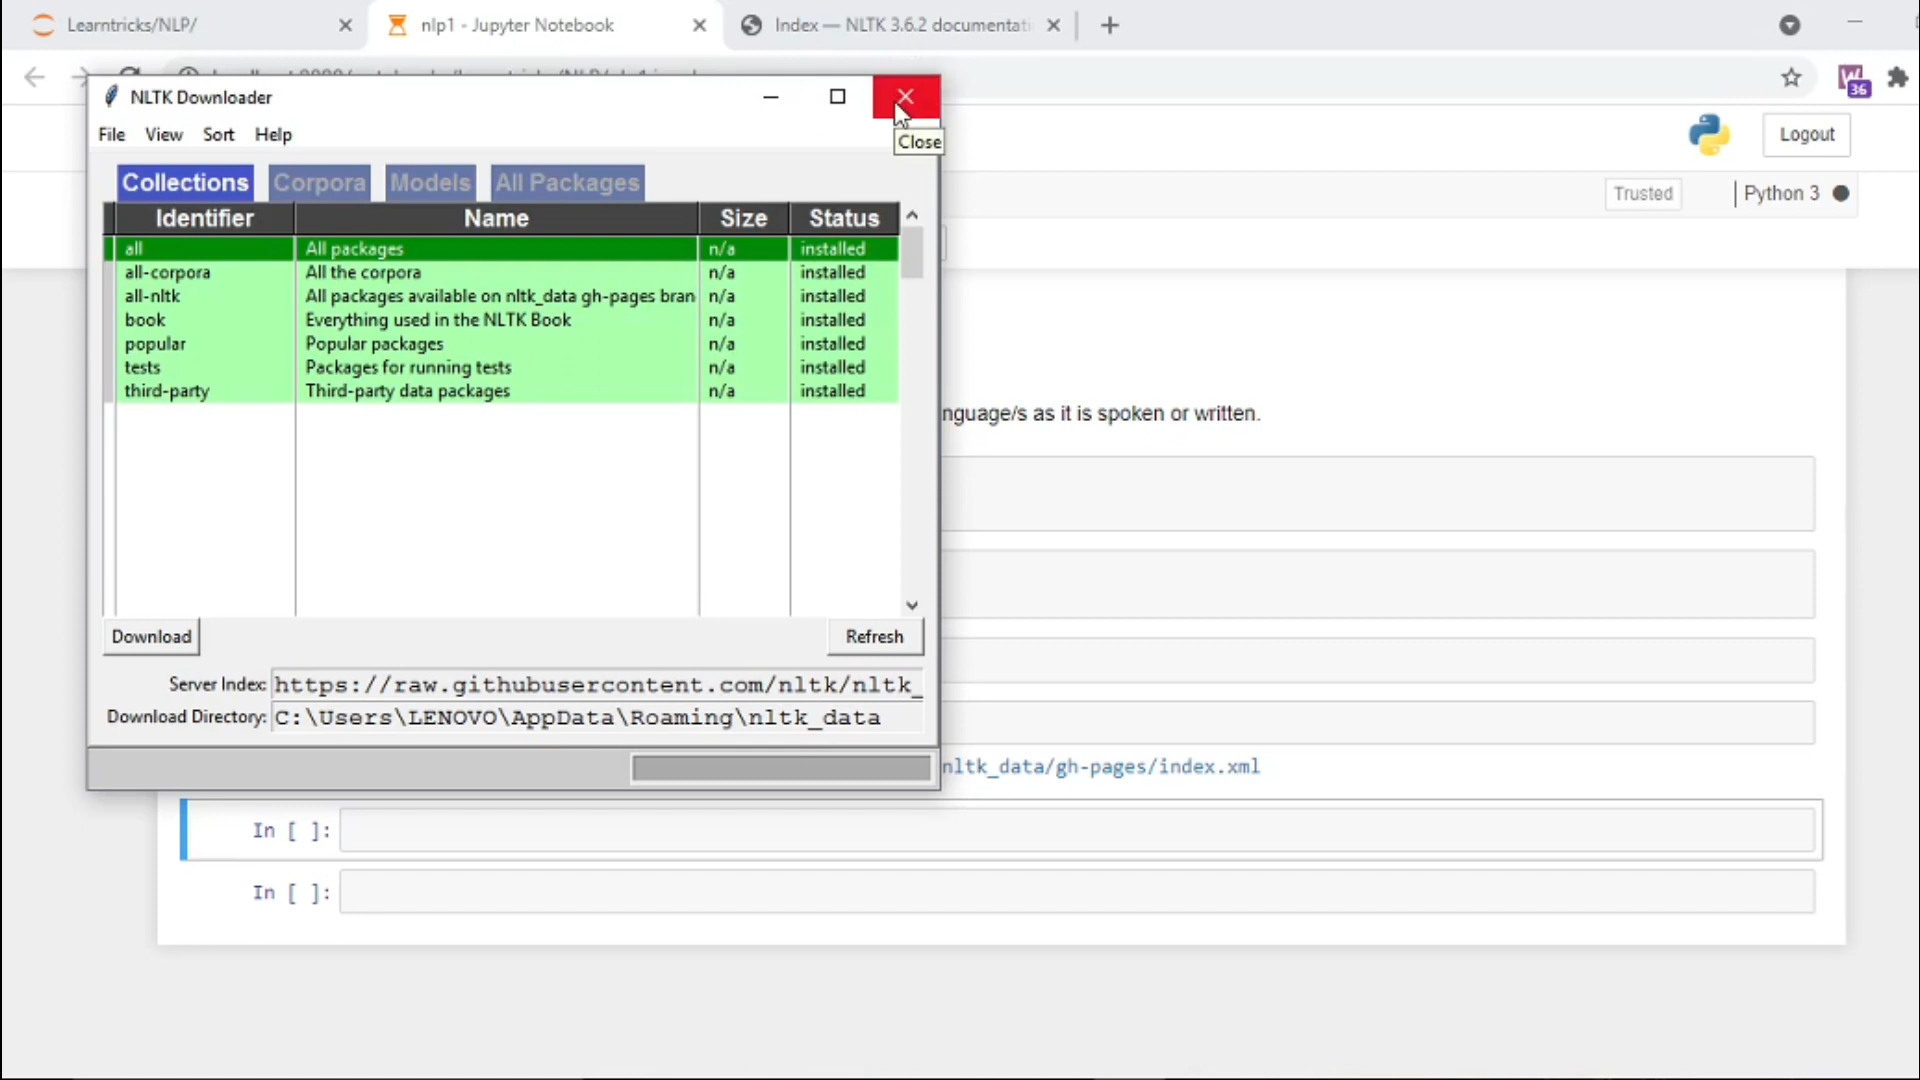 Learntricks/NLP/
nlp1 - Jupyter Notebook
Index — NLTK 3.6.2 documentati
36
NLTK Downloader
Close
File View Sort Help
Logout
Collections Corpora Models All Packages
Trusted
Python 3
Identifier Name Size Status
all All packages n/a installed
all-corpora All the corpora n/a installed
all-nltk All packages available on nltk_data gh-pages bran n/a installed
book Everything used in the NLTK Book n/a installed
popular Popular packages n/a installed
tests Packages for running tests n/a installed
third-party Third-party data packages n/a installed
nguage/s as it is spoken or written.
Download
Refresh
Server Index: https://raw.githubusercontent.com/nltk/nltk_
Download Directory: C:\Users\LENOVO\AppData\Roaming\nltk_data
nltk_data/gh-pages/index.xml
In [ ]:
In [ ]: